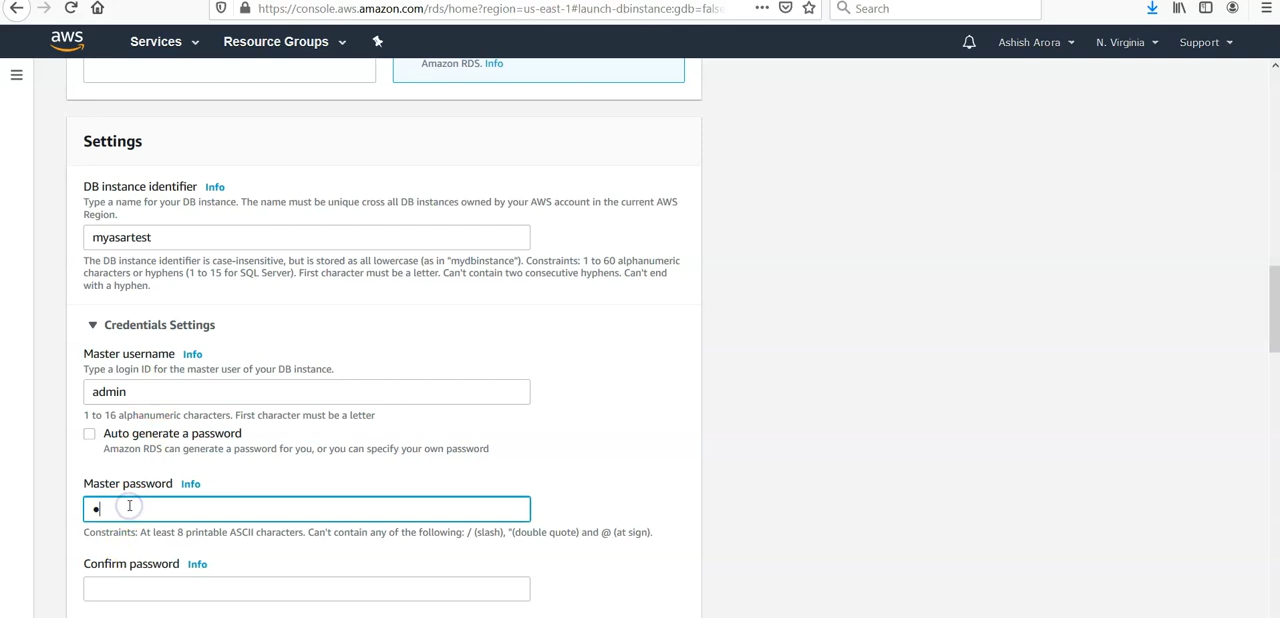 https://console.aws.amazon.com/rds/home?region=us-east-1#launch-dbinstance:gdb=fals
Search
aws
Services
Resource Groups
Ashish Arora
N. Virginia
Support
Amazon RDS. Info
Settings
DB instance identifier Info
Type a name for your DB instance. The name must be unique cross all DB instances owned by your AWS account in the current AWS
Region.
myasartest
The DB instance identifier is case-insensitive, but is stored as all lowercase (as in "mydbinstance"). Constraints: 1 to 60 alphanumeric
characters or hyphens (1 to 15 for SQL Server). First character must be a letter. Can't contain two consecutive hyphens. Can't end
with a hyphen.
Credentials Settings
Master username Info
Type a login ID for the master user of your DB instance.
admin
1 to 16 alphanumeric characters. First character must be a letter
Auto generate a password
Amazon RDS can generate a password for you, or you can specify your own password
Master password Info
Constraints: At least 8 printable ASCII characters. Can't contain any of the following: / (slash), "(double quote) and @ (at sign).
Confirm password Info